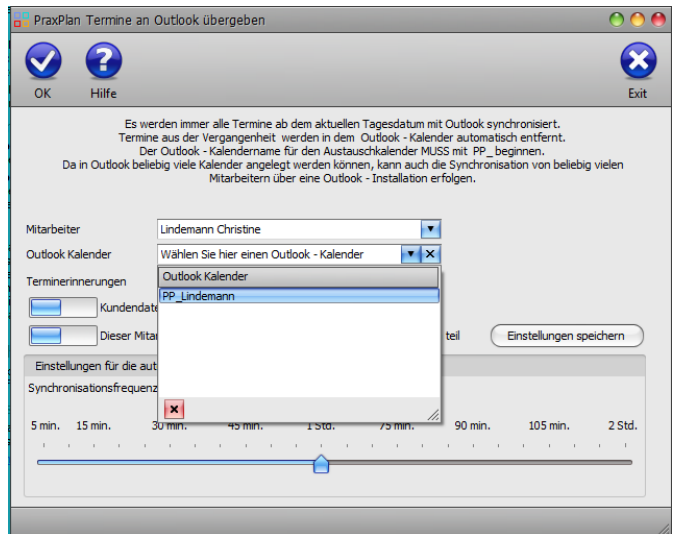 PraxPlan Termine an Outlook übergeben
OK
Hilfe
Exit
Es werden immer alle Termine ab dem aktuellen Tagesdatum mit Outlook synchronisiert.
Termine aus der Vergangenheit werden in dem Outlook - Kalender automatisch entfernt.
Der Outlook - Kalendername für den Austauschkalender MUSS mit PP_ beginnen.
Da in Outlook beliebig viele Kalender angelegt werden können, kann auch die Synchronisation von beliebig vielen
Mitarbeitern über eine Outlook - Installation erfolgen.
Mitarbeiter
Lindemann Christine
Outlook Kalender
Wählen Sie hier einen Outlook - Kalender
Terminerinnerungen
Outlook Kalender
PP_Lindemann
Kundendate
Dieser Mitar
teil
Einstellungen speichern
Einstellungen für die aut
Synchronisationsfrequenz
5 min. 15 min. 30 min. 45 min. 1 Std. 75 min. 90 min. 105 min. 2 Std.